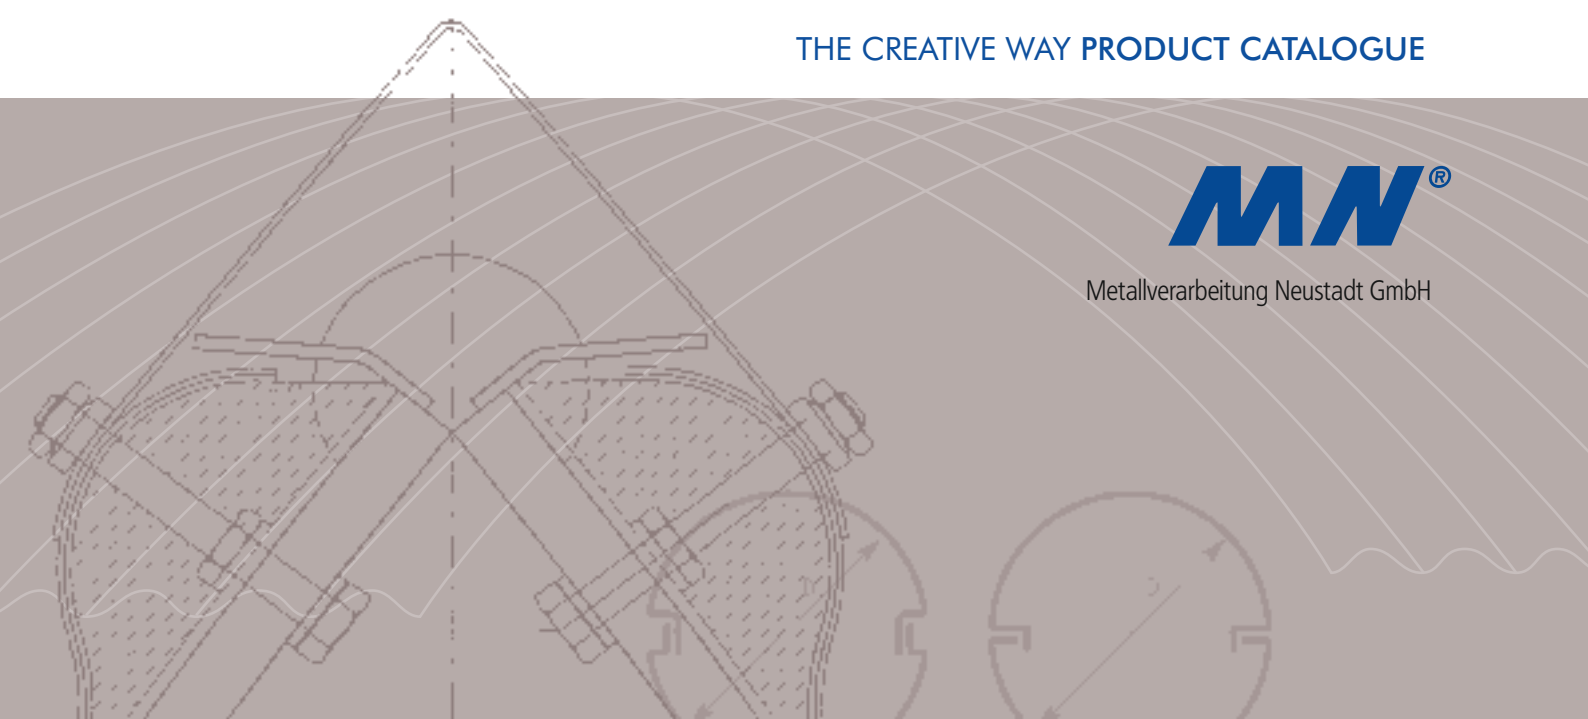 THE CREATIVE WAY PRODUCT CATALOGUE
MN®
Metallverarbeitung Neustadt GmbH